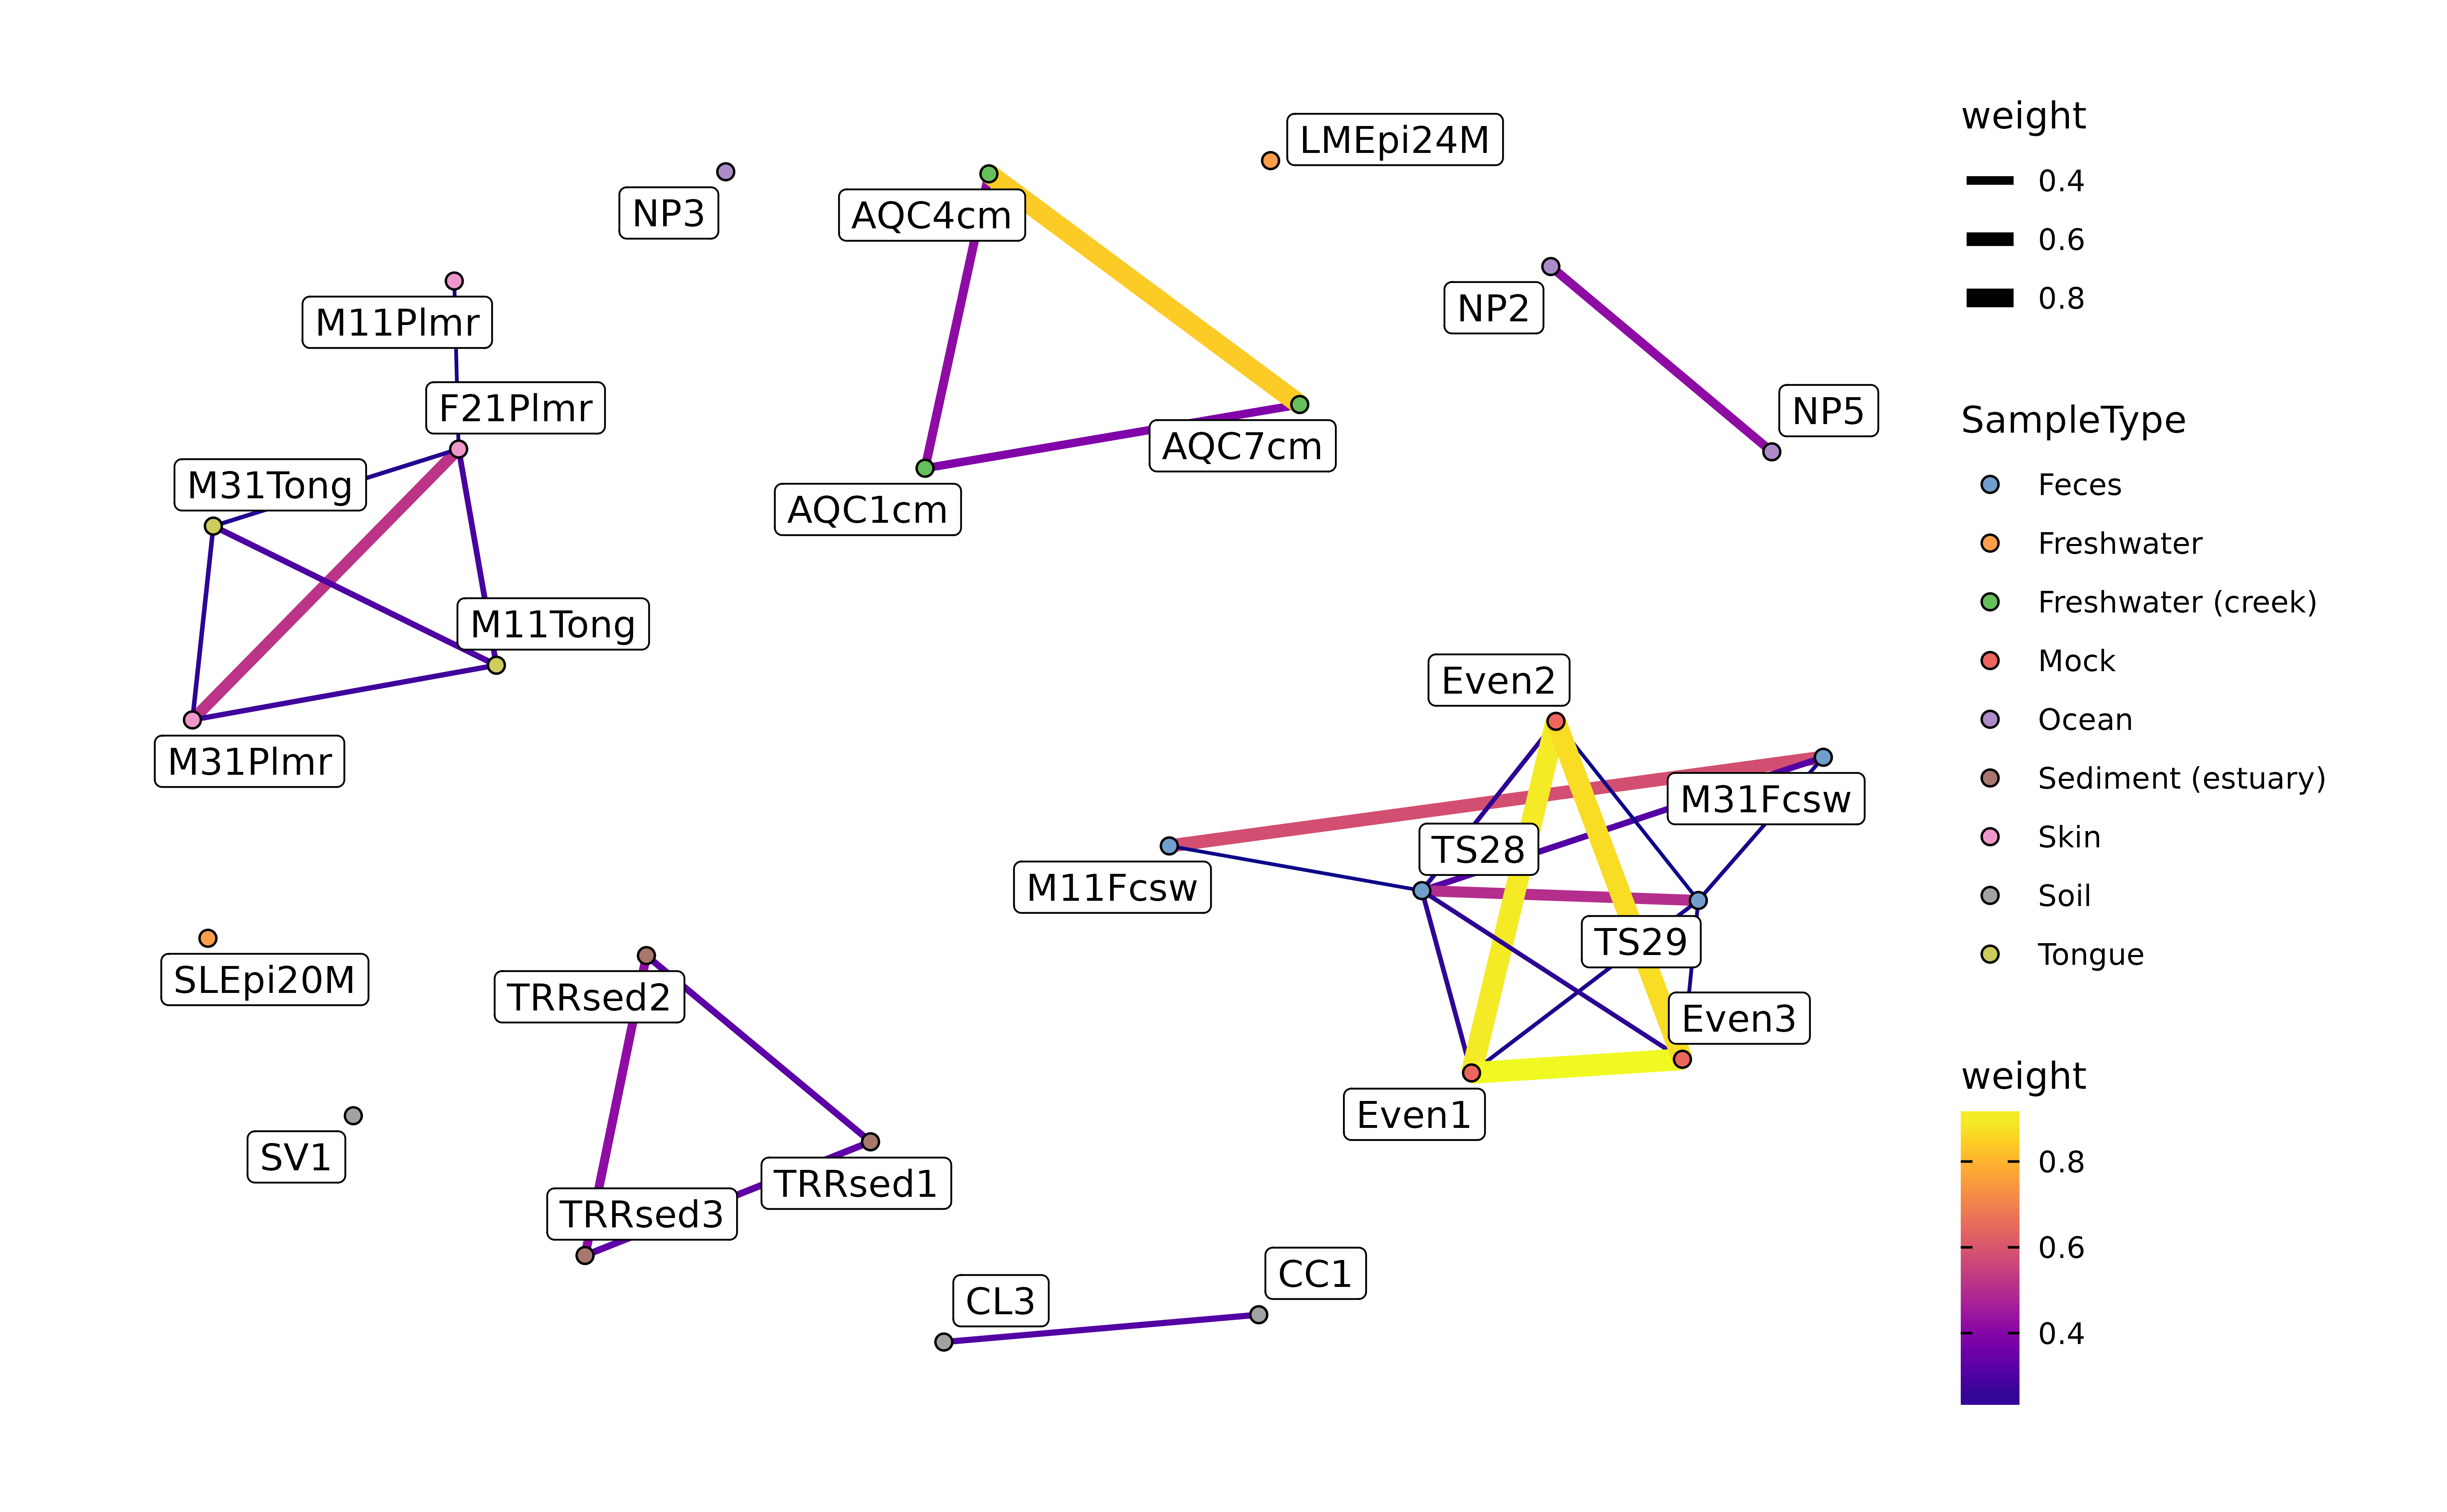 LMEpi24M
NP3
AQC4cm
NP2
M11Plmr
F21Plmr
NP5
AQC7cm
M31Tong
AQC1cm
M11Tong
M31Plmr
Even2
M31Fcsw
TS28
M11Fcsw
TS29
SLEpi20M
TRRsed2
Even3
Even1
SV1
TRRsed1
TRRsed3
CC1
CL3
weight
0.4
0.6
0.8
SampleType
Feces
Freshwater
Freshwater (creek)
Mock
Ocean
Sediment (estuary)
Skin
Soil
Tongue
weight
0.8
0.6
0.4